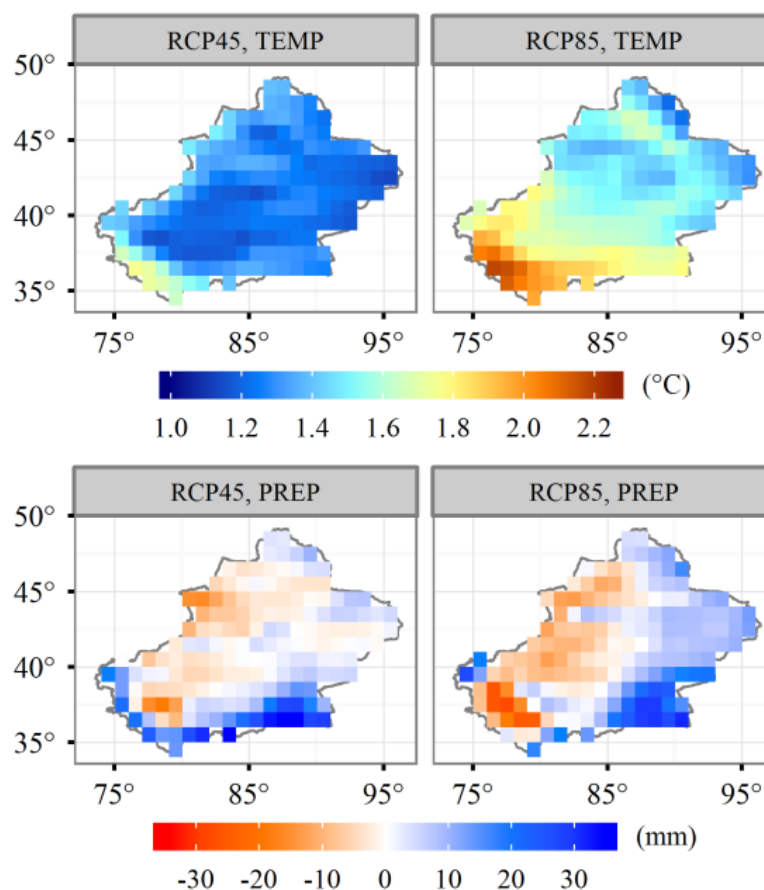 RCP45, TEMP
RCP85, TEMP
50°
45°
40°
35°
75° 85° 95° 75° 85° 95°
(°C)
1.0 1.2 1.4 1.6 1.8 2.0 2.2
RCP45, PREP
RCP85, PREP
50°
45°
40°
35°
75° 85° 95° 75° 85° 95°
(mm)
-30 -20 -10 0 10 20 30